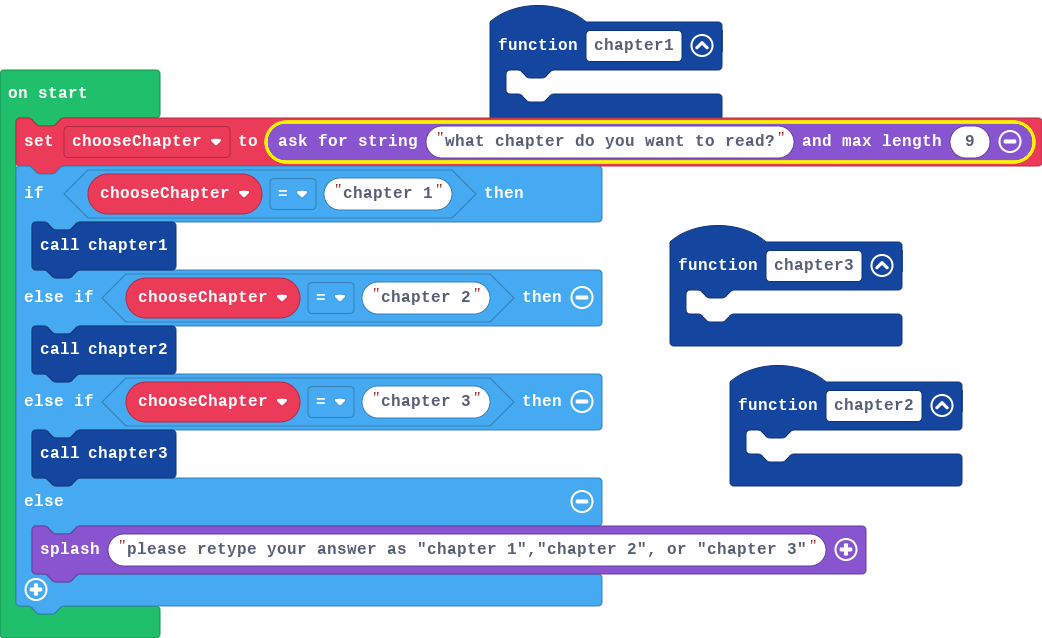 function chapter1
on start
set chooseChapter to ask for string "what chapter do you want to read?" and max length 9
if chooseChapter = "chapter 1" then
call chapter1
function chapter3
else if chooseChapter = "chapter 2" then
call chapter2
else if chooseChapter = "chapter 3" then
function chapter2
call chapter3
else
splash "please retype your answer as "chapter 1","chapter 2", or "chapter 3""